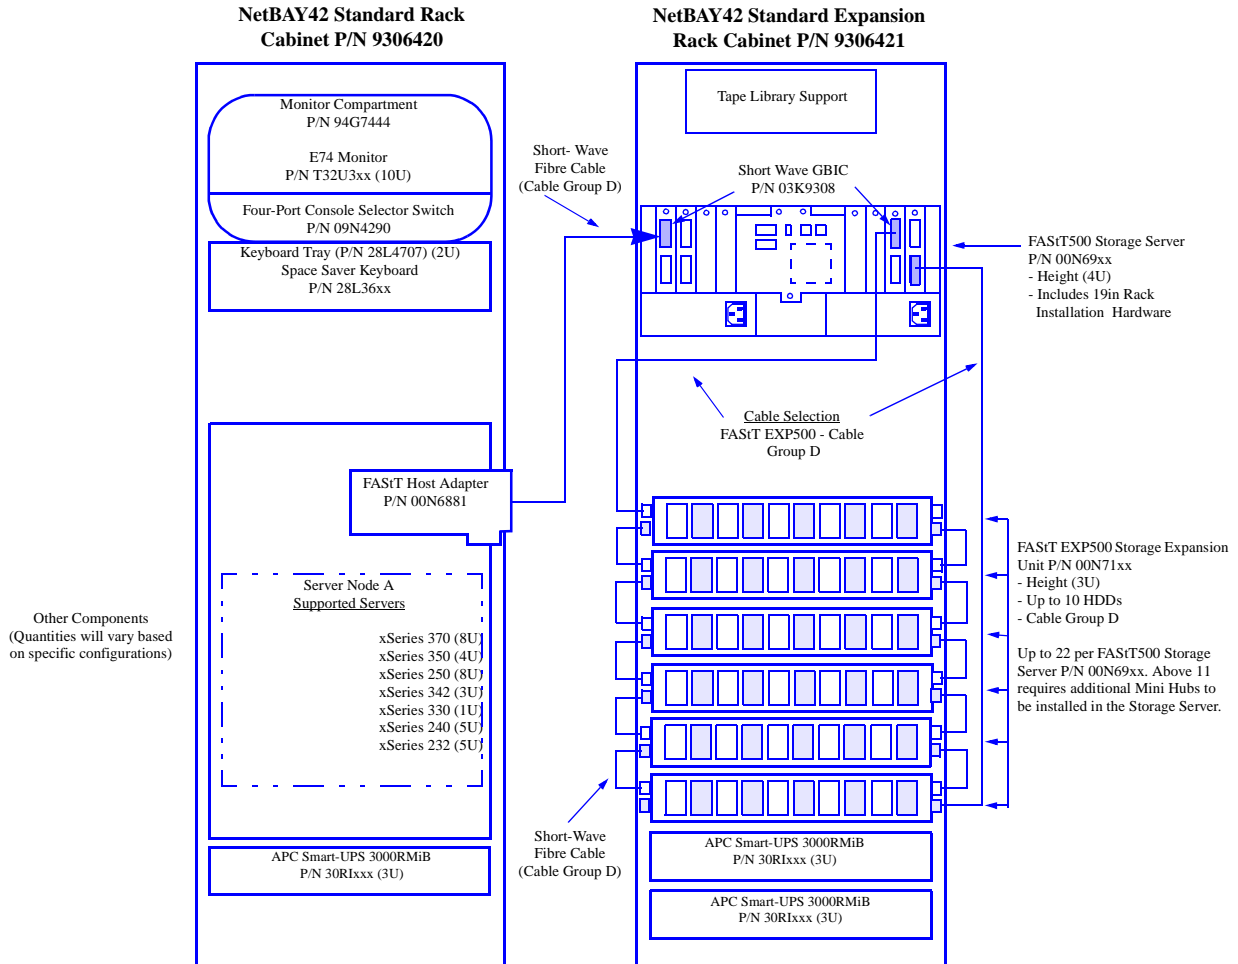 NetBAY42 Standard Rack
Cabinet P/N 9306420
NetBAY42 Standard Expansion
Rack Cabinet P/N 9306421
Monitor Compartment
P/N 94G7444
E74 Monitor
P/N T32U3xx (10U)
Four-Port Console Selector Switch
P/N 09N4290
Keyboard Tray (P/N 28L4707) (2U)
Space Saver Keyboard
P/N 28L36xx
Short- Wave
Fibre Cable
(Cable Group D)
Tape Library Support
Short Wave GBIC
P/N 03K9308
FAStT500 Storage Server
P/N 00N69xx
- Height (4U)
- Includes 19in Rack
Installation Hardware
Cable Selection
FAStT EXP500 - Cable
Group D
FAStT Host Adapter
P/N 00N6881
Server Node A
Supported Servers
xSeries 370 (8U)
xSeries 350 (4U)
xSeries 250 (8U)
xSeries 342 (3U)
xSeries 330 (1U)
xSeries 240 (5U)
xSeries 232 (5U)
Other Components
(Quantities will vary based
on specific configurations)
FAStT EXP500 Storage Expansion
Unit P/N 00N71xx
- Height (3U)
- Up to 10 HDDs
- Cable Group D
Up to 22 per FAStT500 Storage
Server P/N 00N69xx. Above 11
requires additional Mini Hubs to
be installed in the Storage Server.
Short-Wave
Fibre Cable
(Cable Group D)
APC Smart-UPS 3000RMiB
P/N 30RIxxx (3U)
APC Smart-UPS 3000RMiB
P/N 30RIxxx (3U)
APC Smart-UPS 3000RMiB
P/N 30RIxxx (3U)